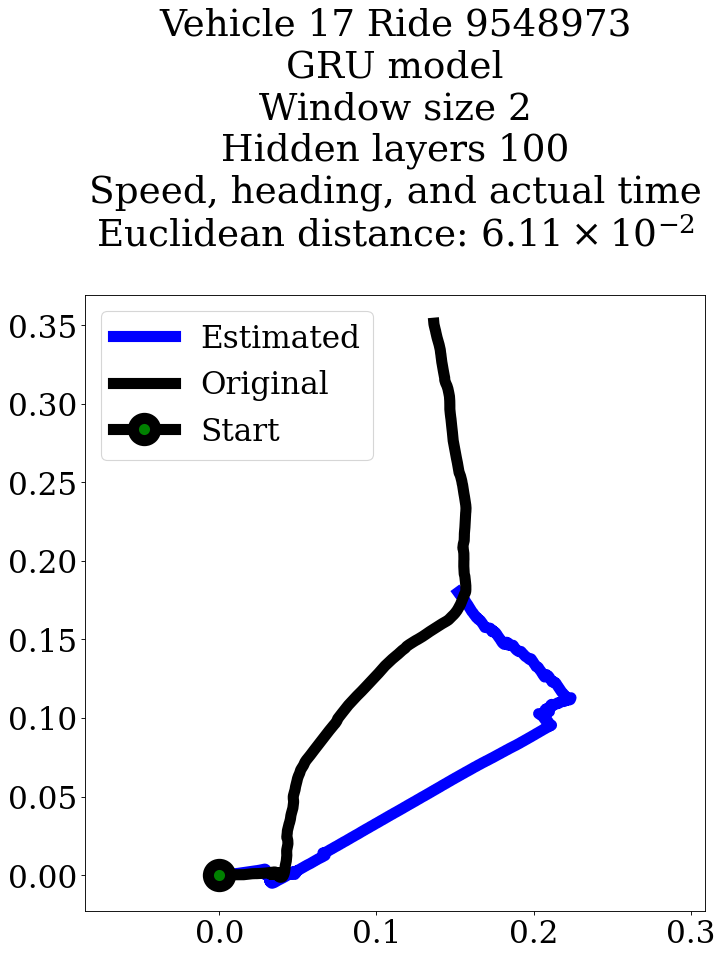 Vehicle 17 Ride 9548973
GRU model
Window size 2
Hidden layers 100
Speed, heading, and actual time
Euclidean distance: 6.11 × 10⁻²
Estimated
Original
Start
0.35
0.30
0.25
0.20
0.15
0.10
0.05
0.00
0.0 0.1 0.2 0.3